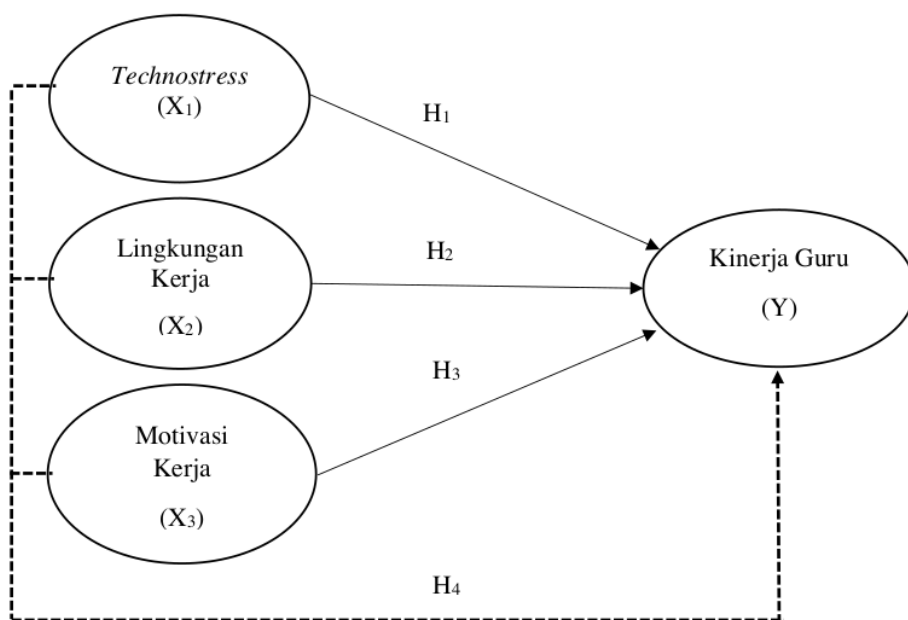 Technostress
(X1)
H1
Lingkungan
Kerja
(X2)
H2
Kinerja Guru
(Y)
H3
Motivasi
Kerja
(X3)
H4